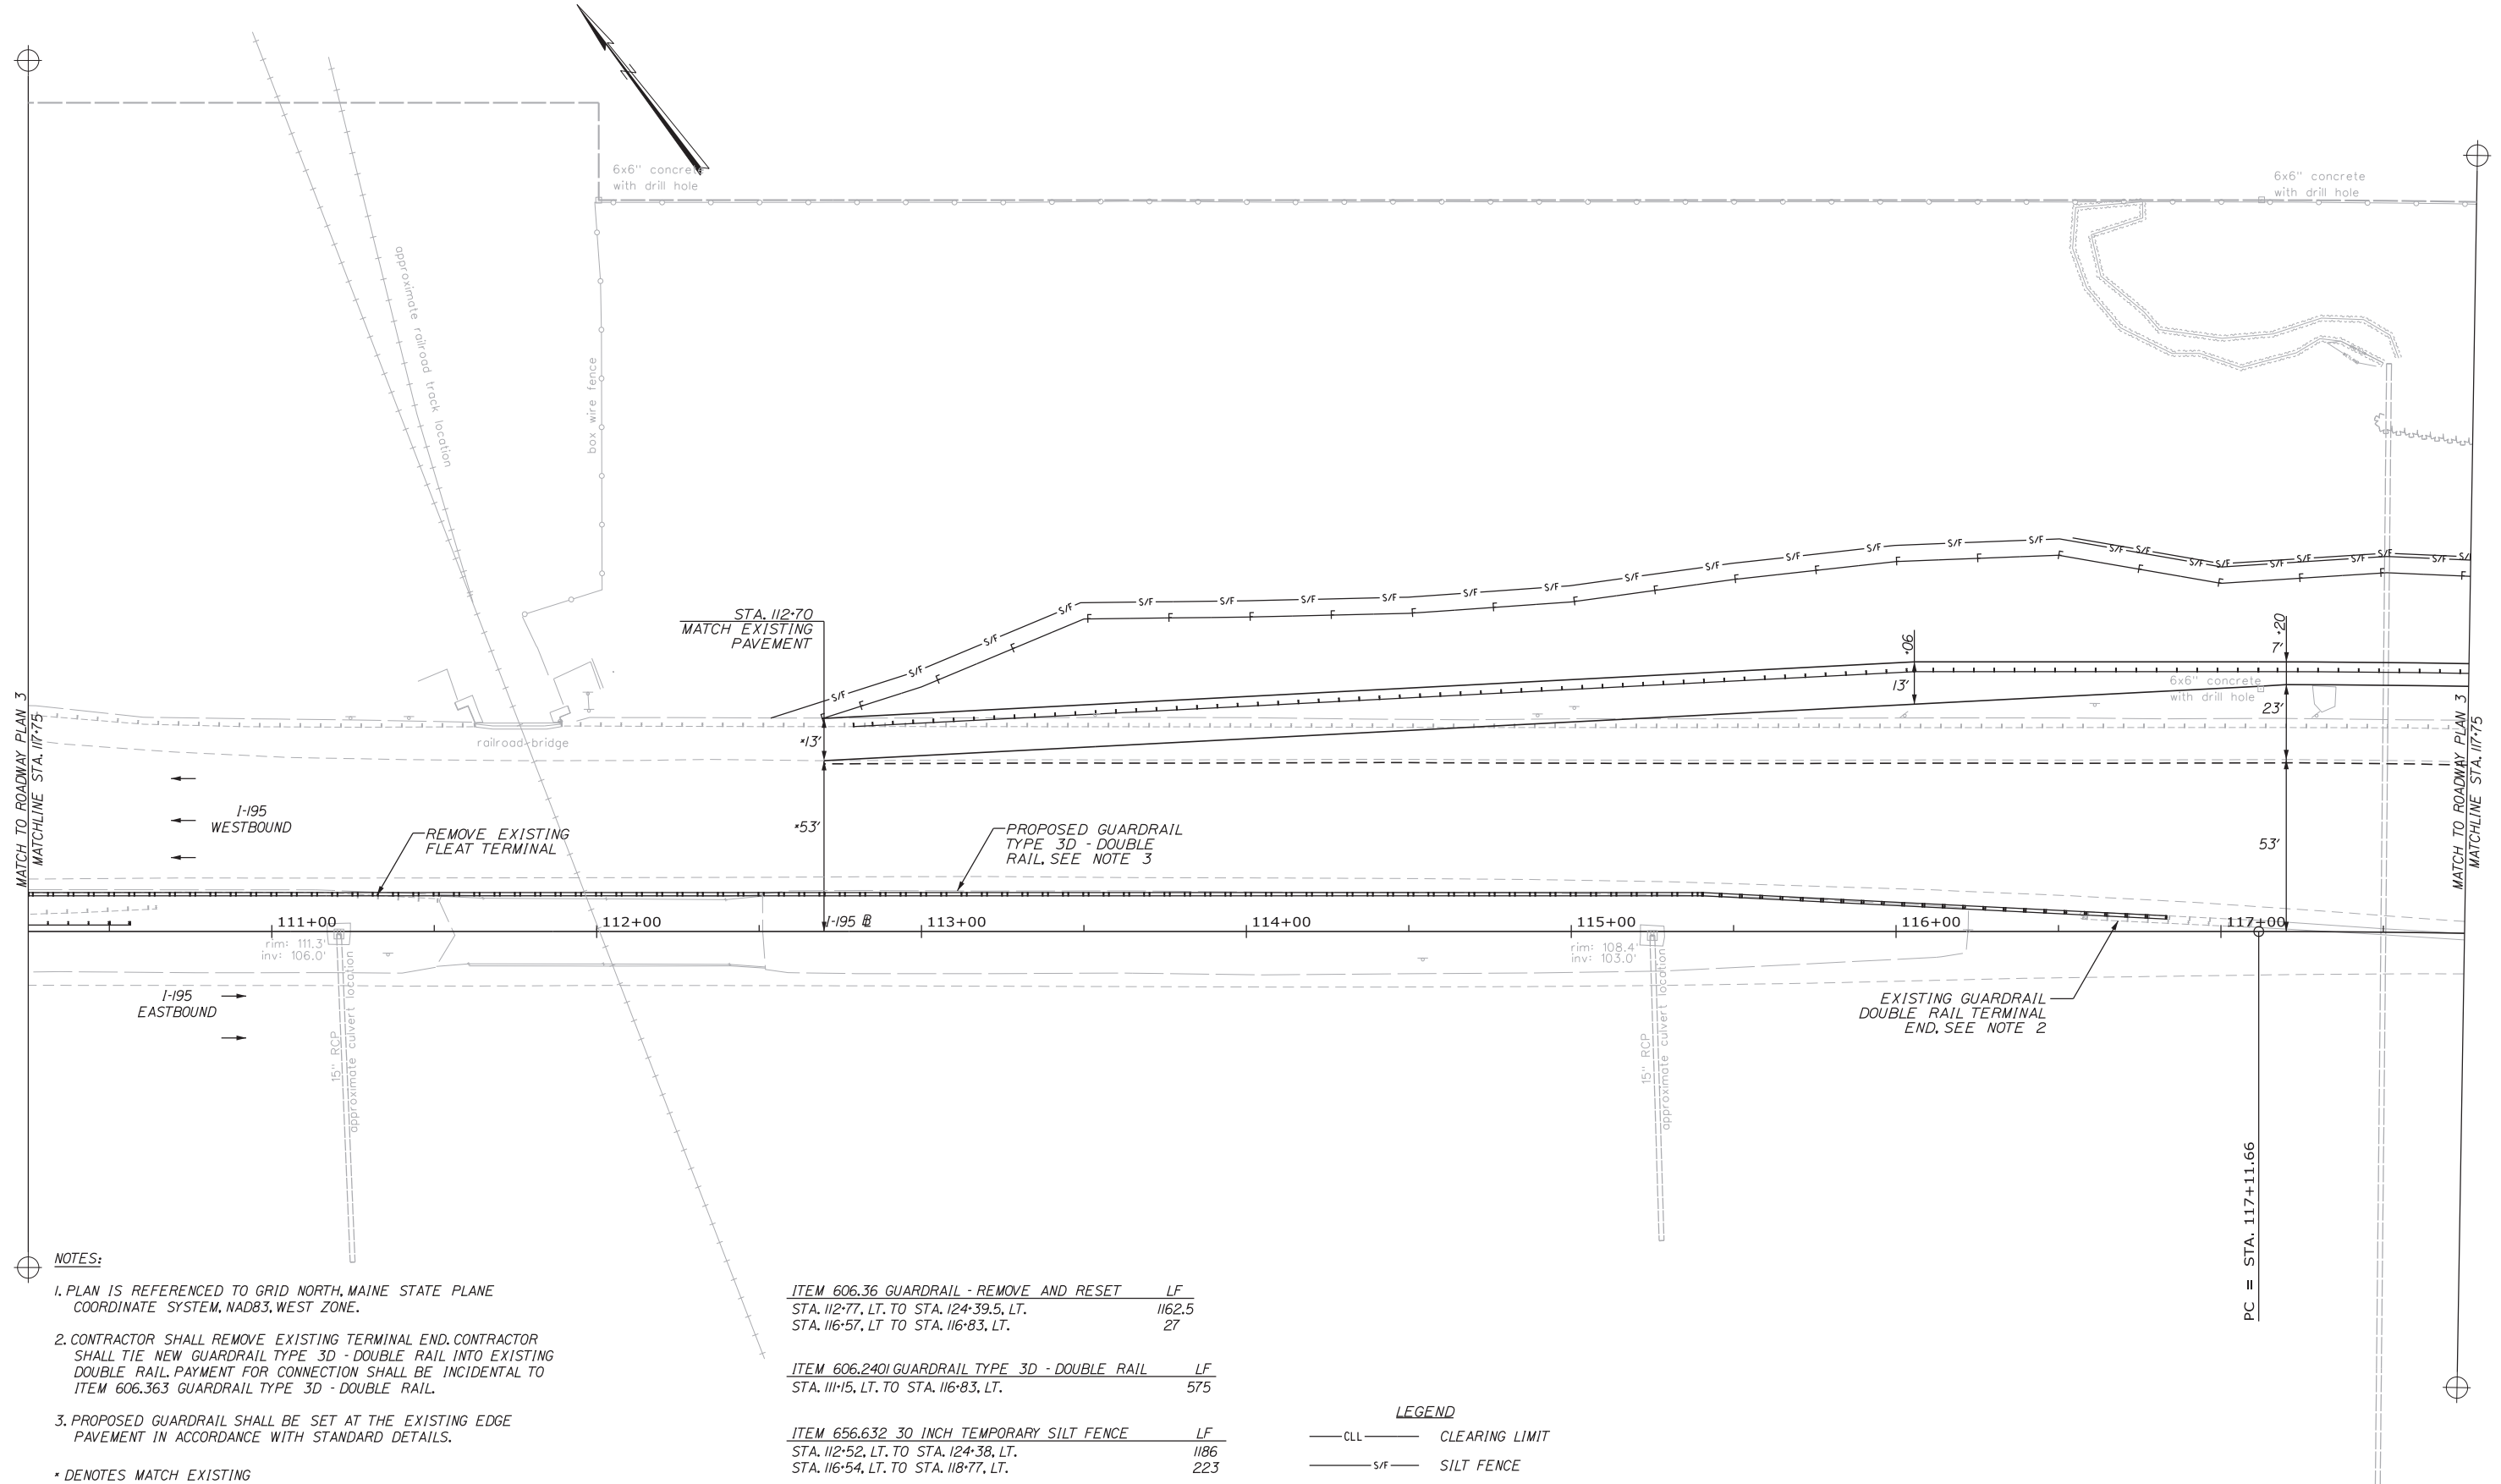 6x6" concrete
with drill hole
6x6" concrete
with drill hole
approximate railroad track location
box wire fence
STA. 112+70
MATCH EXISTING
PAVEMENT
S/F S/F S/F S/F S/F S/F S/F S/F S/F S/F S/F S/F S/F S/F S/F S/F S/F S/F S/F S/F S/F S/F S/F
+06
13'
+20
7'
6x6" concrete
with drill hole
23'
53'
railroad bridge
*13'
*53'
MATCH TO ROADWAY PLAN 3
MATCHLINE STA. 117+75
MATCH TO ROADWAY PLAN 3
MATCHLINE STA. 117+75
I-195
WESTBOUND
REMOVE EXISTING
FLEAT TERMINAL
PROPOSED GUARDRAIL
TYPE 3D - DOUBLE
RAIL, SEE NOTE 3
111+00
112+00
I-195 BL
113+00
114+00
115+00
116+00
117+00
rim: 111.3'
inv: 106.0'
rim: 108.4'
inv: 103.0'
I-195
EASTBOUND
15" RCP
approximate culvert location
15" RCP
approximate culvert location
EXISTING GUARDRAIL
DOUBLE RAIL TERMINAL
END, SEE NOTE 2
PC = STA. 117+11.66
NOTES:
1. PLAN IS REFERENCED TO GRID NORTH, MAINE STATE PLANE
COORDINATE SYSTEM, NAD83, WEST ZONE.
2. CONTRACTOR SHALL REMOVE EXISTING TERMINAL END. CONTRACTOR
SHALL TIE NEW GUARDRAIL TYPE 3D - DOUBLE RAIL INTO EXISTING
DOUBLE RAIL. PAYMENT FOR CONNECTION SHALL BE INCIDENTAL TO
ITEM 606.363 GUARDRAIL TYPE 3D - DOUBLE RAIL.
3. PROPOSED GUARDRAIL SHALL BE SET AT THE EXISTING EDGE
PAVEMENT IN ACCORDANCE WITH STANDARD DETAILS.
* DENOTES MATCH EXISTING
ITEM 606.36 GUARDRAIL - REMOVE AND RESET LF
STA. 112+77, LT. TO STA. 124+39.5, LT. 1162.5
STA. 116+57, LT TO STA. 116+83, LT. 27
ITEM 606.2401 GUARDRAIL TYPE 3D - DOUBLE RAIL LF
STA. 111+15, LT. TO STA. 116+83, LT. 575
ITEM 656.632 30 INCH TEMPORARY SILT FENCE LF
STA. 112+52, LT. TO STA. 124+38, LT. 1186
STA. 116+54, LT. TO STA. 118+77, LT. 223
LEGEND
CLL CLEARING LIMIT
S/F SILT FENCE